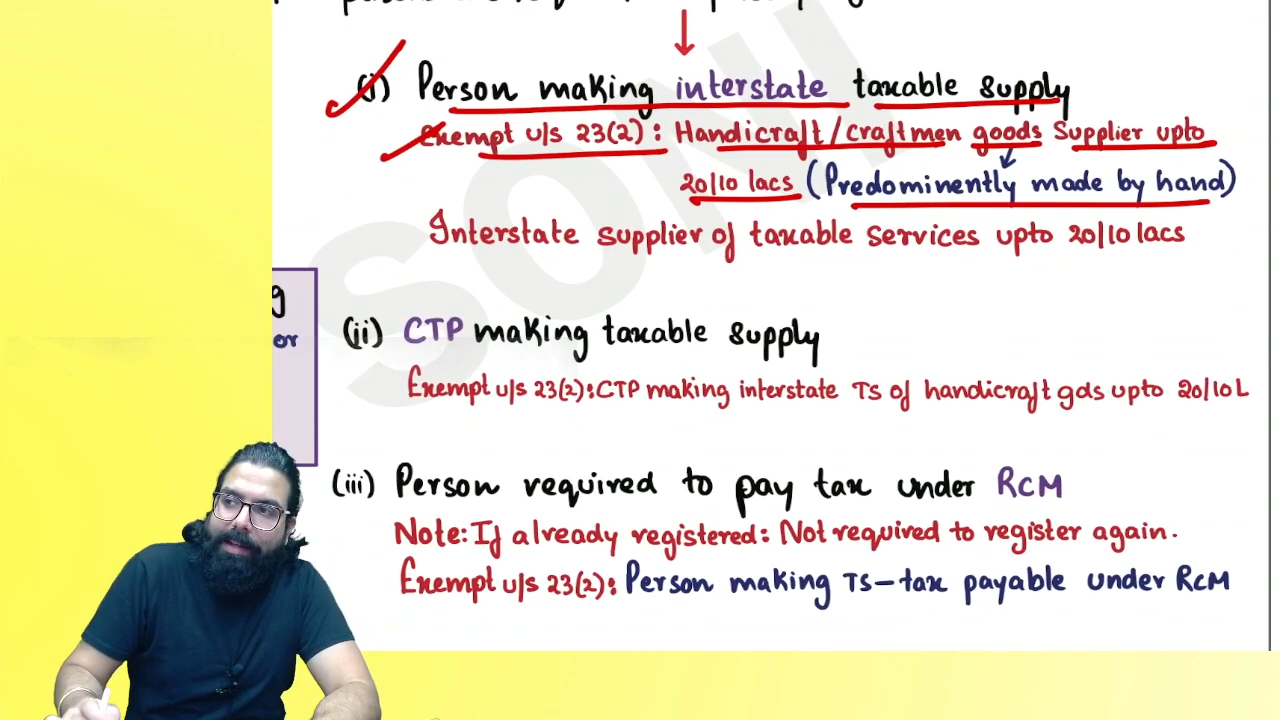 (i) Person making interstate taxable supply
Exempt u/s 23(2): Handicraft/craftmen goods Supplier upto
20/10 lacs (Predominently made by hand)
Interstate supplier of taxable services upto 20/10 lacs
g
or
(ii) CTP making taxable supply
Exempt u/s 23(2):CTP making interstate Ts of handicraft gds upto 20/10L
(iii) Person required to pay tax under RCM
Note: If already registered: Not required to register again.
Exempt u/s 23(2): Person making Ts-tax payable under RCM
SONI